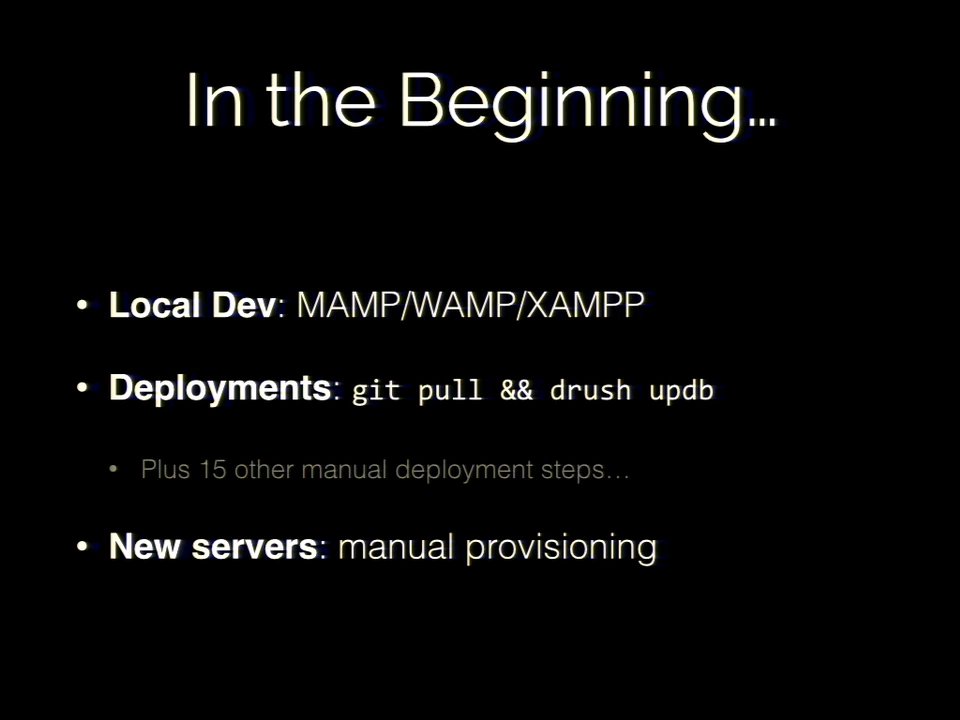 In the Beginning…
• Local Dev: MAMP/WAMP/XAMPP
• Deployments: git pull && drush updb
• Plus 15 other manual deployment steps…
• New servers: manual provisioning